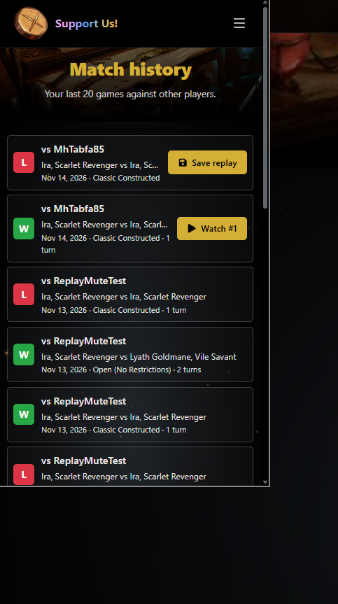 Support Us!
Match history
Your last 20 games against other players.
L
vs MhTabfa85
Ira, Scarlet Revenger vs Ira, Sc...
Nov 14, 2026 · Classic Constructed
Save replay
W
vs MhTabfa85
Ira, Scarlet Revenger vs Ira, Scarl...
Nov 14, 2026 · Classic Constructed · 1
turn
Watch #1
L
vs ReplayMuteTest
Ira, Scarlet Revenger vs Ira, Scarlet Revenger
Nov 13, 2026 · Classic Constructed · 1 turn
W
vs ReplayMuteTest
Ira, Scarlet Revenger vs Lyath Goldmane, Vile Savant
Nov 13, 2026 · Open (No Restrictions) · 2 turns
W
vs ReplayMuteTest
Ira, Scarlet Revenger vs Ira, Scarlet Revenger
Nov 13, 2026 · Classic Constructed · 1 turn
L
vs ReplayMuteTest
Ira, Scarlet Revenger vs Ira, Scarlet Revenger